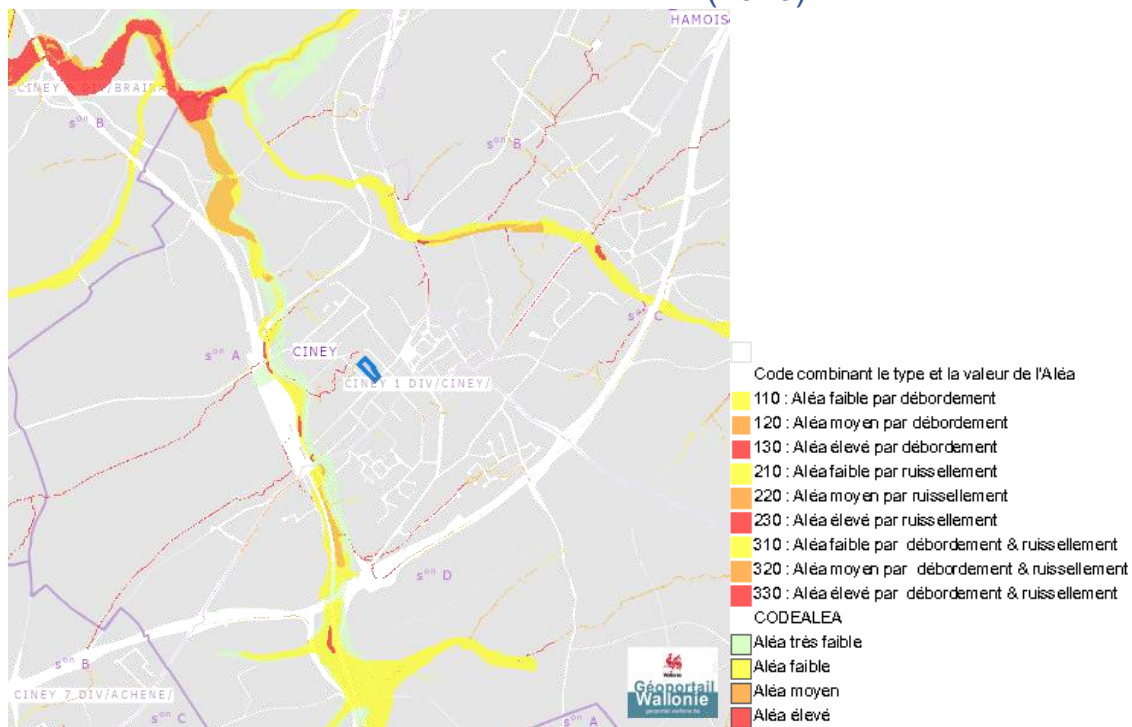 HAMOIS
CINEY
s°ⁿ B
s°ⁿ B
s°ⁿ C
s°ⁿ A
CINEY
CINEY 1 DIV/CINEY/
s°ⁿ D
s°ⁿ B
CINEY 7 DIV/ACHENE/
s°ⁿ C
s°ⁿ A
Wallonie
Géoportail
Wallonie
geoportail.wallonie.be
Code combinant le type et la valeur de l'Aléa
110 : Aléa faible par débordement
120 : Aléa moyen par débordement
130 : Aléa élevé par débordement
210 : Aléa faible par ruissellement
220 : Aléa moyen par ruissellement
230 : Aléa élevé par ruissellement
310 : Aléa faible par débordement & ruissellement
320 : Aléa moyen par débordement & ruissellement
330 : Aléa élevé par débordement & ruissellement
CODEALEA
Aléa très faible
Aléa faible
Aléa moyen
Aléa élevé